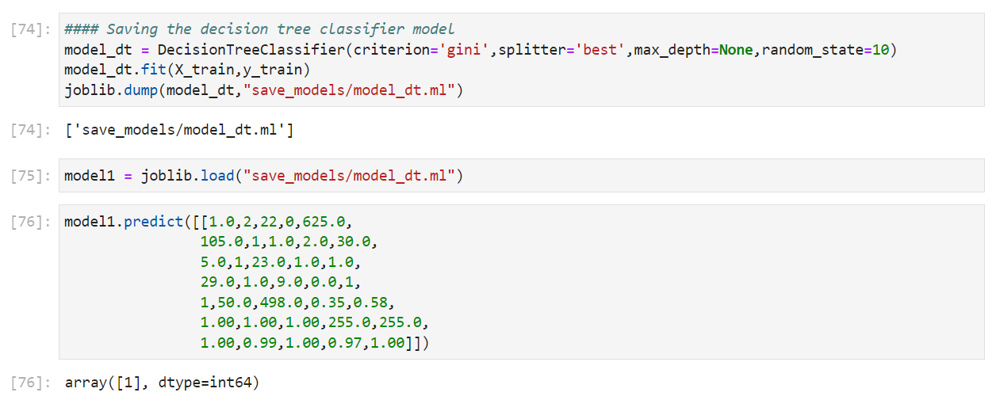 [74]: #### Saving the decision tree classifier model
model_dt = DecisionTreeClassifier(criterion='gini',splitter='best',max_depth=None,random_state=10)
model_dt.fit(X_train,y_train)
joblib.dump(model_dt,"save_models/model_dt.ml")
[74]: ['save_models/model_dt.ml']
[75]: model1 = joblib.load("save_models/model_dt.ml")
[76]: model1.predict([[1.0,2,22,0,625.0,
105.0,1,1.0,2.0,30.0,
5.0,1,23.0,1.0,1.0,
29.0,1.0,9.0,0.0,1,
1,50.0,498.0,0.35,0.58,
1.00,1.00,1.00,255.0,255.0,
1.00,0.99,1.00,0.97,1.00]])
[76]: array([1], dtype=int64)